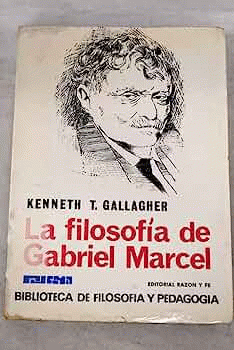 KENNETH T. GALLAGHER
La filosofía de
Gabriel Marcel
EDITORIAL RAZON Y FE
BIBLIOTECA DE FILOSOFIA Y PEDAGOGIA